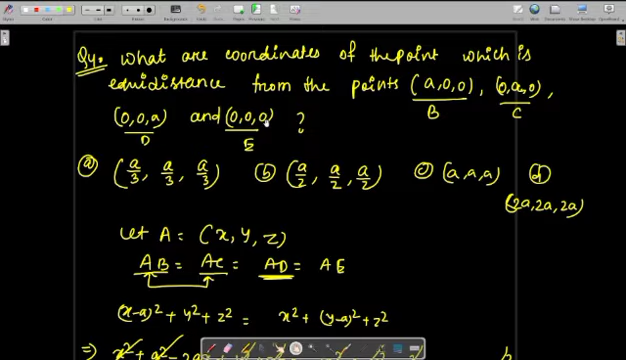 Q4. What are coordinates of the point which is
equidistance from the points (a,0,0), (0,a,0),
B C
(0,0,a) and (0,0,0) ?
D E
(a) (a/3, a/3, a/3) (b) (a/2, a/2, a/2) (c) (a,a,a) (d)
(2a,2a,2a)
Let A = (x, y, z)
AB = AC = AD = AE
(x-a)² + y² + z² = x² + (y-a)² + z²